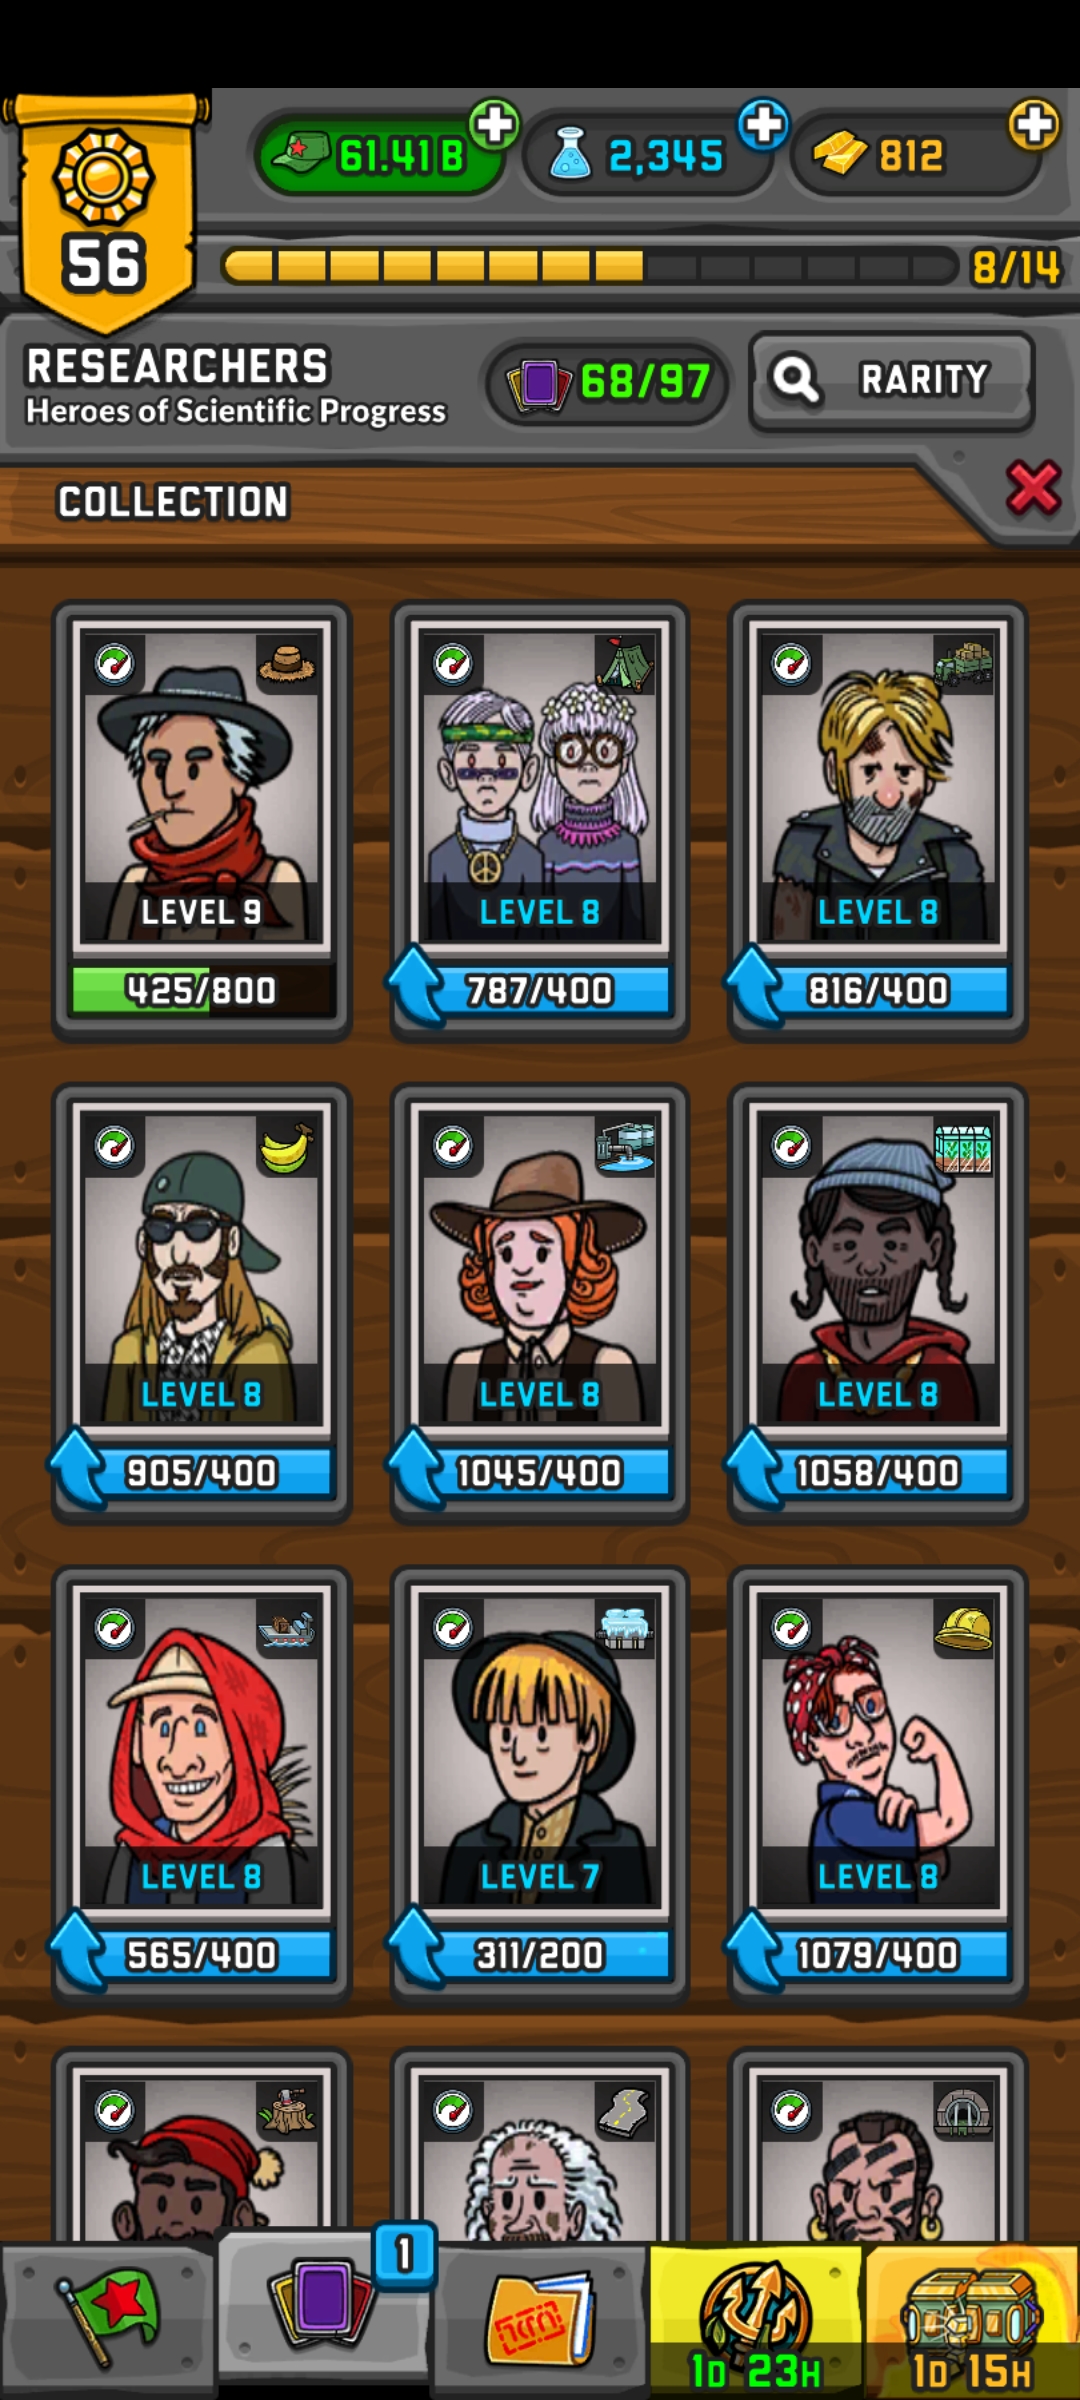 61.41 B
2,345
812
56
8/14
RESEARCHERS
Heroes of Scientific Progress
68/97
RARITY
COLLECTION
LEVEL 9
LEVEL 8
LEVEL 8
425/800
787/400
816/400
LEVEL 8
LEVEL 8
LEVEL 8
905/400
1045/400
1058/400
LEVEL 8
LEVEL 7
LEVEL 8
565/400
311/200
1079/400
1
1D 23H
1D 15H